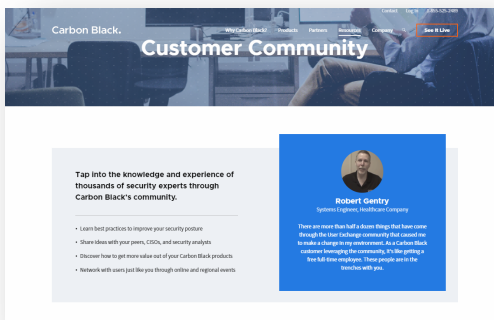 Contact Log In 1-855-525-2489
Carbon Black.
Why Carbon Black? Products Partners Resources Company
See It Live
Customer Community
Tap into the knowledge and experience of
thousands of security experts through
Carbon Black's community.
• Learn best practices to improve your security posture
• Share ideas with your peers, CISOs, and security analysts
• Discover how to get more value out of your Carbon Black products
• Network with users just like you through online and regional events
Robert Gentry
Systems Engineer, Healthcare Company
There are more than half a dozen things that have come
through the User Exchange community that caused me
to make a change in my environment. As a Carbon Black
customer leveraging the community, it's like getting a
free full-time employee. These people are in the
trenches with you.